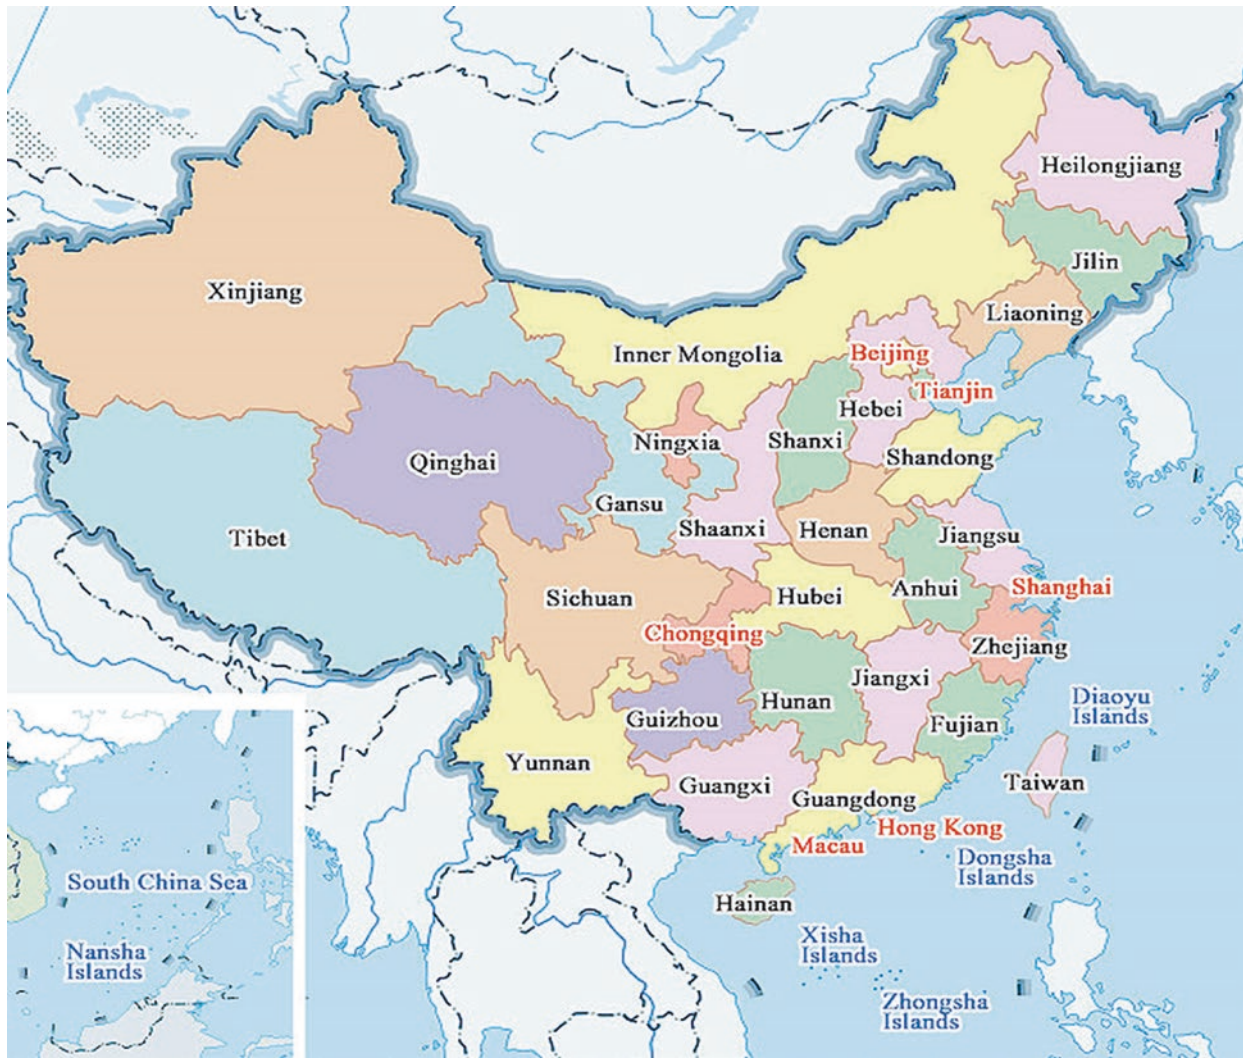 Heilongjiang
Jilin
Xinjiang
Liaoning
Inner Mongolia
Beijing
Tianjin
Hebei
Ningxia
Shanxi
Qinghai
Shandong
Gansu
Shaanxi
Henan
Jiangsu
Tibet
Sichuan
Hubei
Anhui
Shanghai
Chongqing
Zhejiang
Jiangxi
Hunan
Guizhou
Fujian
Diaoyu
Islands
Yunnan
Guangxi
Guangdong
Taiwan
Hong Kong
Macau
Dongsha
Islands
South China Sea
Hainan
Xisha
Islands
Nansha
Islands
Zhongsha
Islands